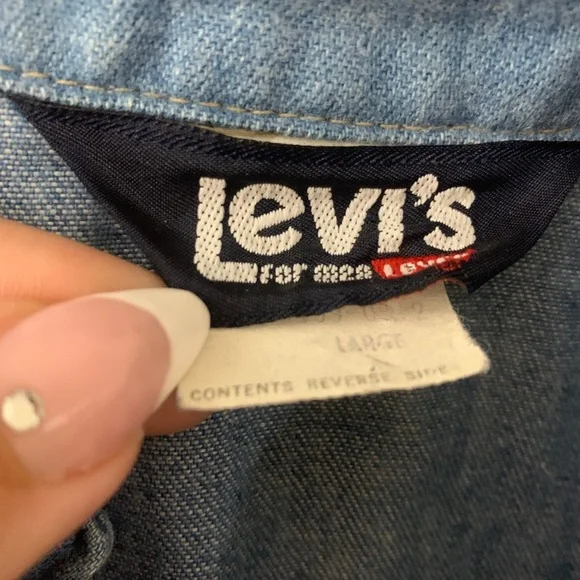 Levi's
for men Levi's
LARGE
CONTENTS REVERSE SIDE